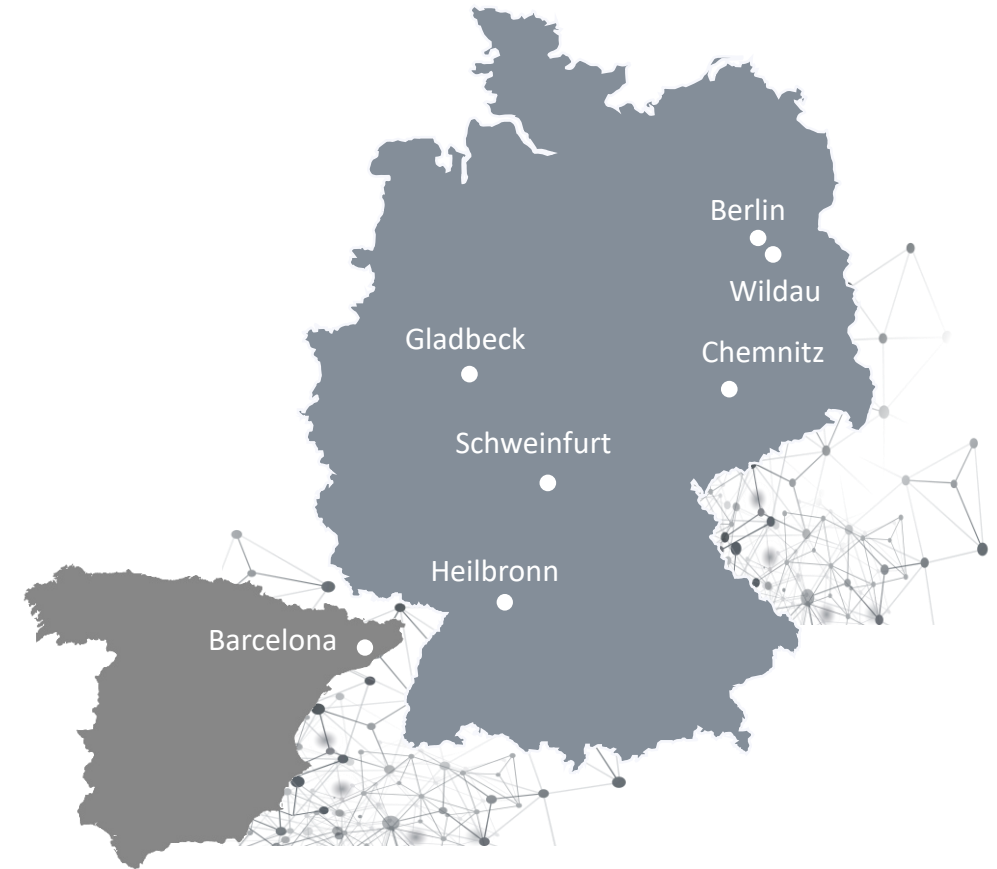 Berlin
Wildau
Gladbeck
Chemnitz
Schweinfurt
Heilbronn
Barcelona